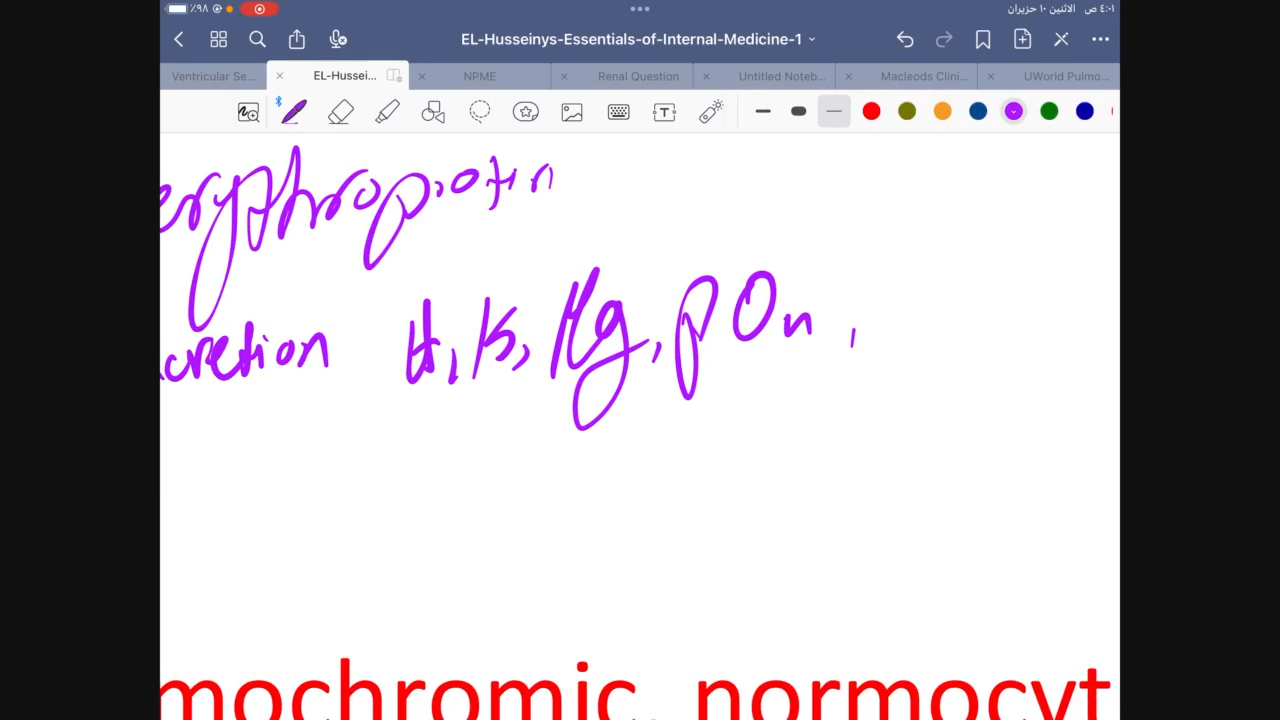 ٪٩٨ ٤:٠١ ص الاثنين ١٠ حزيران
EL-Husseinys-Essentials-of-Internal-Medicine-1
Ventricular Se... EL-Hussei... NPME Renal Question Untitled Noteb... Macleods Clini... UWorld Pulmo...
erythropiotin
cretion H, K, Mg, PO4,
mochromic, normocyt